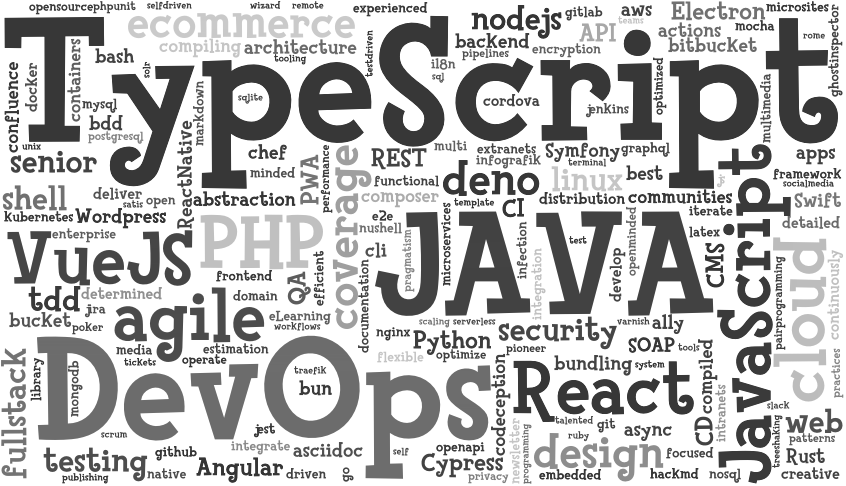 opensourcephpunit
selfdriven
wizard
remote
experienced
nodejs
gitlab
aws
Electron
microsites
ecommerce
TypeScript
compiling
architecture
tooling
testdriven
backend
pipelines
API
teams
actions
bitbucket
mocha
rome
ghostinspector
confluence
docker
containers
bash
solr
markdown
sqlite
i18n
sql
encryption
cordova
jenkins
optimized
multimedia
mysql
bdd
postgresql
unix
senior
chef
minded
ReactNative
abstraction
PWA
performance
coverage
REST
multi
extranets
infografik
Symfony
terminal
graphql
apps
functional
composer
deno
linux
best
framework
socialmedia
shell
deliver
satis
open
Kubernetes
Wordpress
e2e
nushell
template
CI
distribution
communities
iterate
Swift
detailed
enterprise
PHP
cli
pragmatism
microservices
JAVA
infection
integration
test
develop
openminded
latex
CMS
JavaScript
cloud
continuously
VueJS
frontend
QA
efficient
documentation
pairprogramming
tdd
determined
domain
bucket
jira
poker
agile
eLearning
workflows
nginx
scaling
serverless
Python
security
varnish
ally
SOAP
tools
media
tickets
estimation
operate
flexible
optimize
pioneer
bundling
system
compiled
practices
fullstack
library
mongodb
DevOps
traefik
bun
codeception
React
CD
intranets
slack
talented
ruby
git
async
web
patterns
treeshaking
scrum
jest
integrate
github
asciidoc
self
openapi
newsletter
programming
design
focused
Rust
testing
publishing
native
Angular
driven
go
Cypress
privacy
embedded
hackmd
nosql
creative